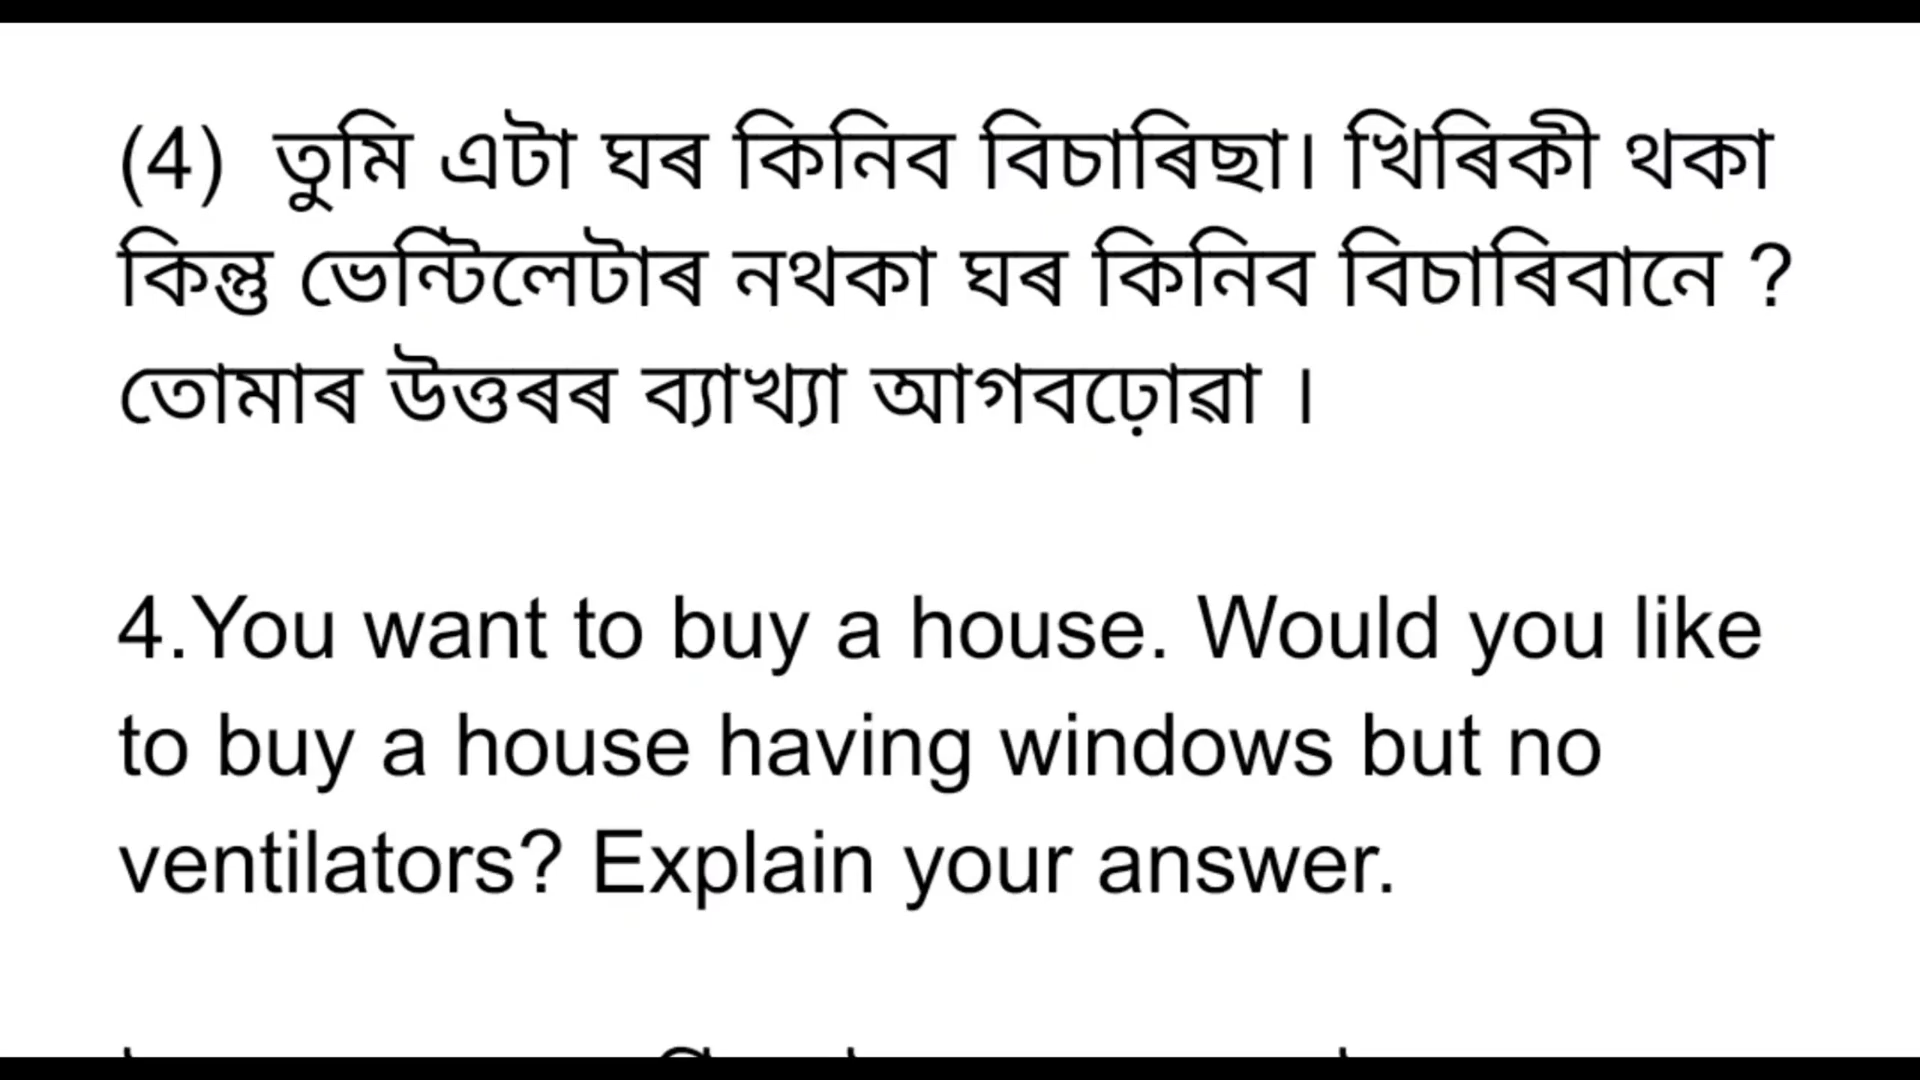 (4) তুমি এটা ঘৰ কিনিব বিচাৰিছা। খিৰিকী থকা
কিন্তু ভেন্টিলেটাৰ নথকা ঘৰ কিনিব বিচাৰিবানে ?
তোমাৰ উত্তৰৰ ব্যাখ্যা আগবঢ়োৱা ।
4.You want to buy a house. Would you like
to buy a house having windows but no
ventilators? Explain your answer.